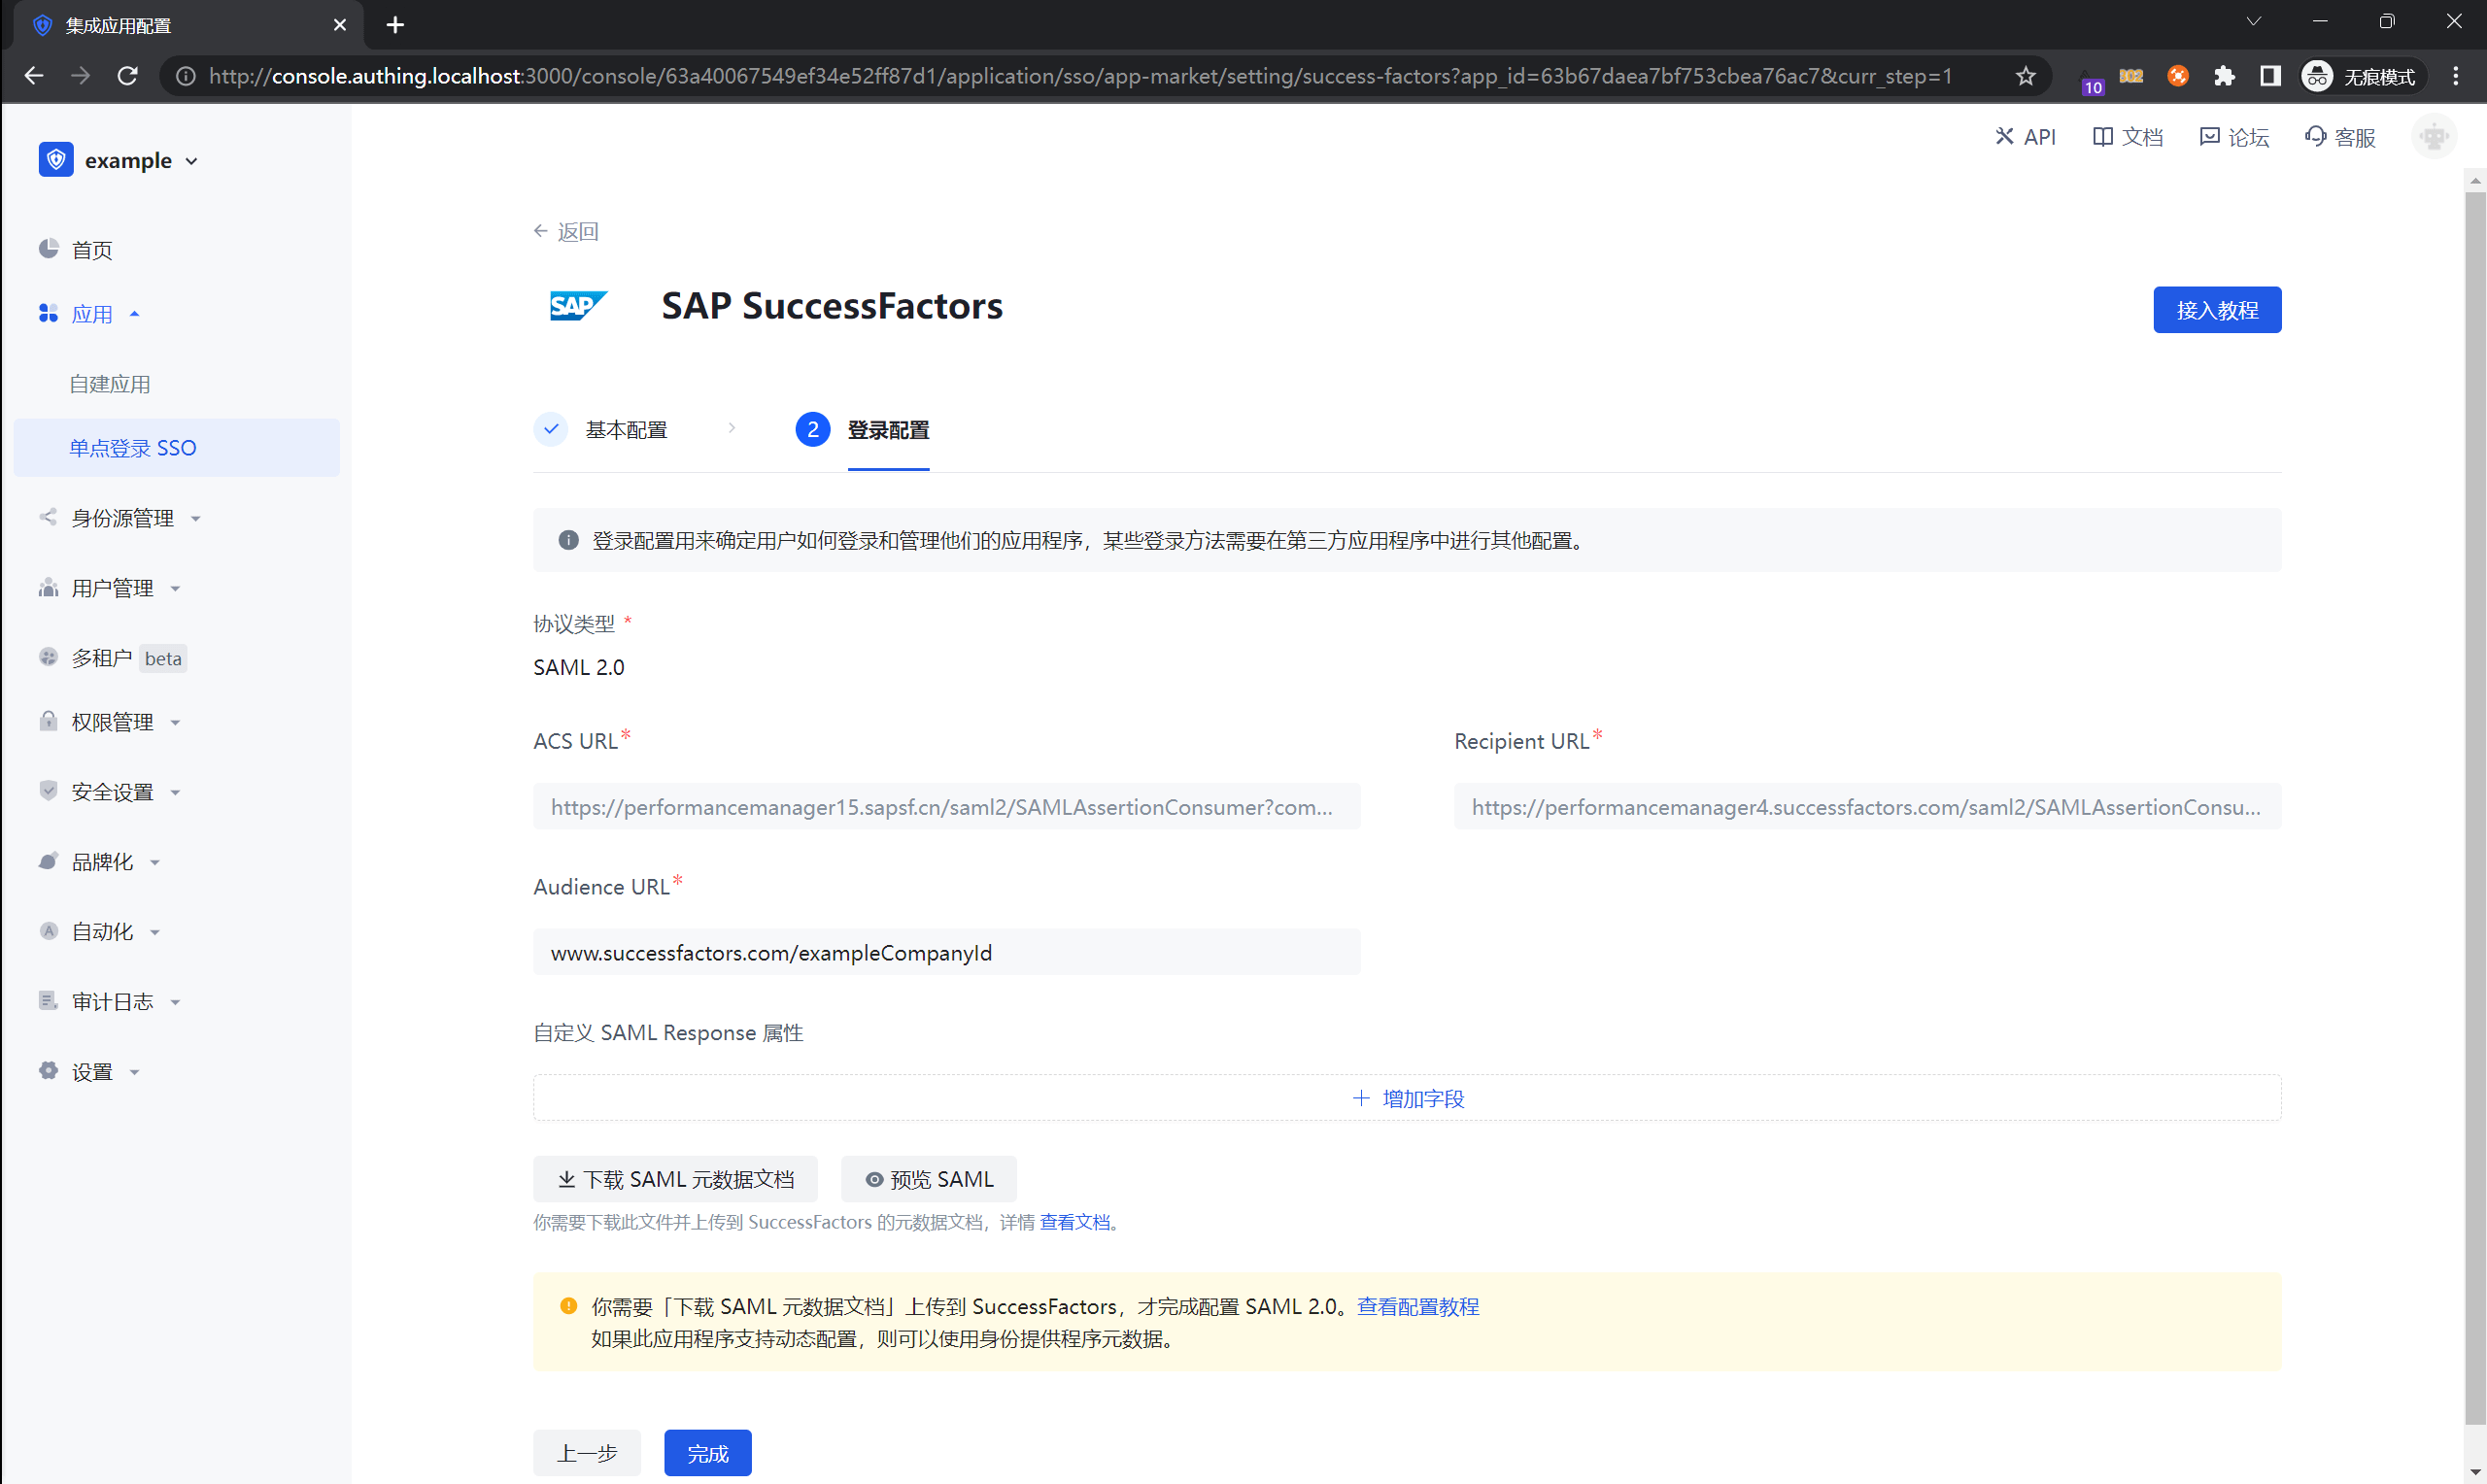 集成应用配置
http://console.authing.localhost:3000/console/63a40067549ef34e52ff87d1/application/sso/app-market/setting/success-factors?app_id=63b67daea7bf753cbea76ac7&curr_step=1
10
302
无痕模式
example
API
文档
论坛
客服
首页
应用
自建应用
单点登录 SSO
身份源管理
用户管理
多租户 beta
权限管理
安全设置
品牌化
自动化
审计日志
设置
返回
SAP
SAP SuccessFactors
接入教程
基本配置
2 登录配置
登录配置用来确定用户如何登录和管理他们的应用程序，某些登录方法需要在第三方应用程序中进行其他配置。
协议类型 *
SAML 2.0
ACS URL*
Recipient URL*
https://performancemanager15.sapsf.cn/saml2/SAMLAssertionConsumer?com...
https://performancemanager4.successfactors.com/saml2/SAMLAssertionConsu...
Audience URL*
www.successfactors.com/exampleCompanyId
自定义 SAML Response 属性
增加字段
下载 SAML 元数据文档
预览 SAML
你需要下载此文件并上传到 SuccessFactors 的元数据文档，详情 查看文档。
你需要「下载 SAML 元数据文档」上传到 SuccessFactors，才完成配置 SAML 2.0。查看配置教程
如果此应用程序支持动态配置，则可以使用身份提供程序元数据。
上一步
完成